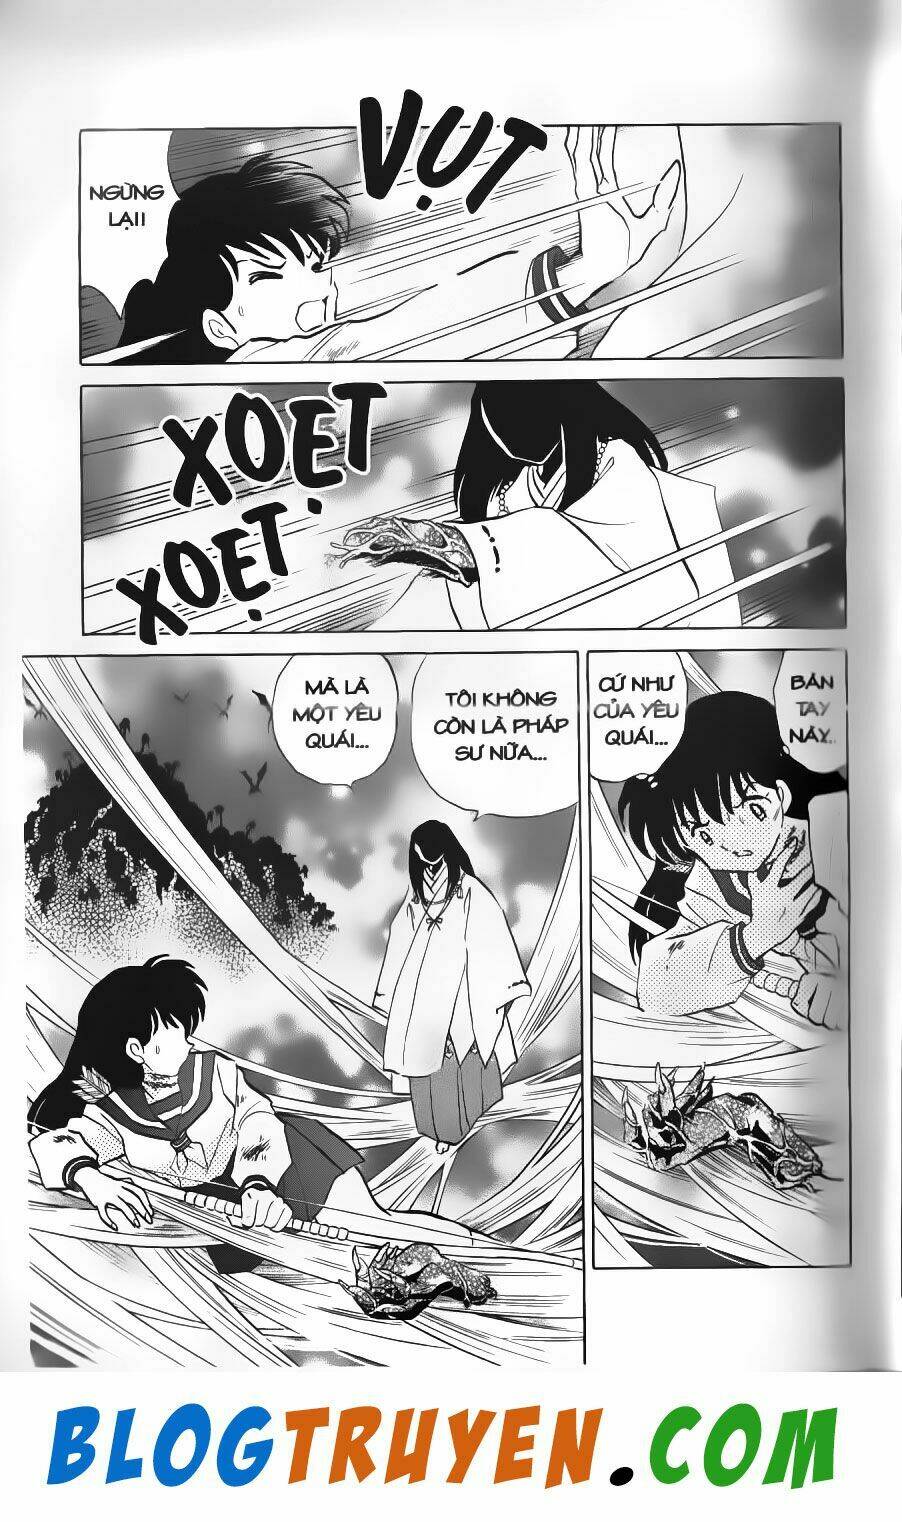 VỤT
NGỪNG
LẠI!
XOẸT
XOẸT
BÀN
TAY
NÀY...
CỨ NHƯ
CỦA YÊU
QUÁI...
TÔI KHÔNG
CÒN LÀ PHÁP
SƯ NỮA...
MÀ LÀ
MỘT YÊU
QUÁI...
BLOGTRUYEN.COM